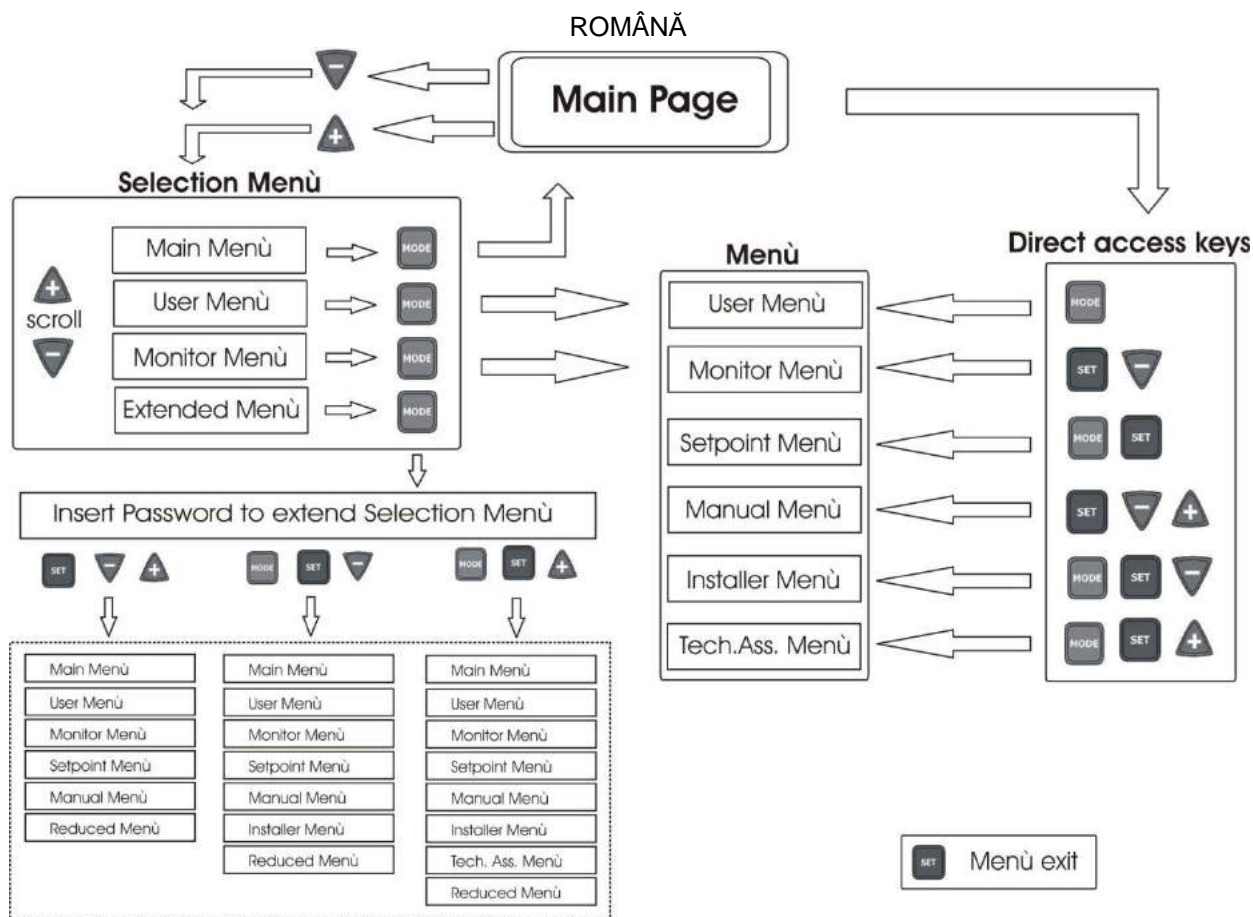 ROMÂNĂ
Main Page
−
+
Selection Menù
Main Menù
MODE
User Menù
MODE
Monitor Menù
MODE
Extended Menù
MODE
+
scroll
−
Insert Password to extend Selection Menù
SET − +
MODE SET −
MODE SET +
Main Menù
User Menù
Monitor Menù
Setpoint Menù
Manual Menù
Reduced Menù
Main Menù
User Menù
Monitor Menù
Setpoint Menù
Manual Menù
Installer Menù
Reduced Menù
Main Menù
User Menù
Monitor Menù
Setpoint Menù
Manual Menù
Installer Menù
Tech. Ass. Menù
Reduced Menù
Menù
User Menù
Monitor Menù
Setpoint Menù
Manual Menù
Installer Menù
Tech.Ass. Menù
Direct access keys
MODE
SET −
MODE SET
SET − +
MODE SET −
MODE SET +
SET Menù exit